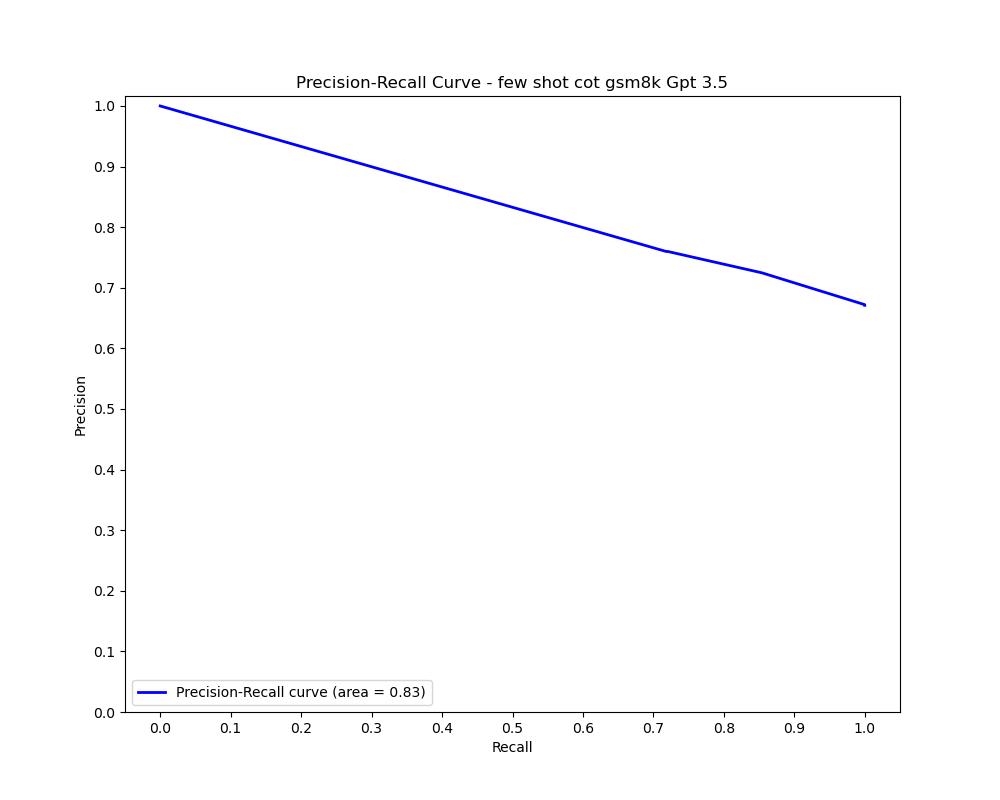 Precision-Recall Curve - few shot cot gsm8k Gpt 3.5
1.0
0.9
0.8
0.7
0.6
0.5
0.4
0.3
0.2
0.1
0.0
Precision
Precision-Recall curve (area = 0.83)
0.0 0.1 0.2 0.3 0.4 0.5 0.6 0.7 0.8 0.9 1.0
Recall